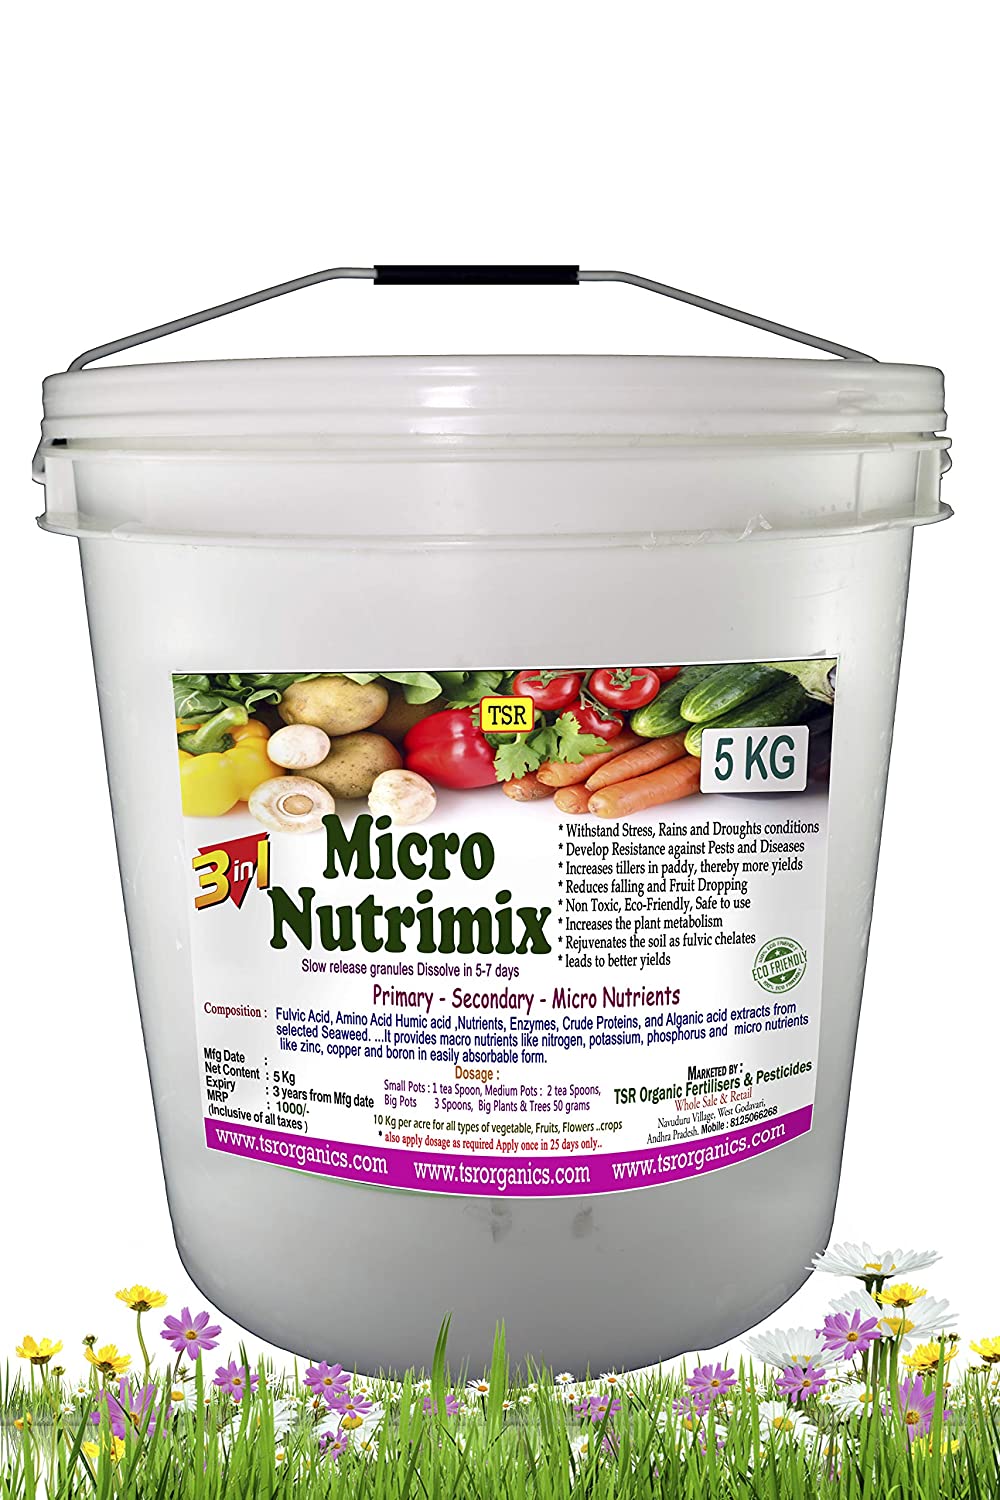 TSR
5 KG
3 in 1
Micro
Nutrimix
Slow release granules Dissolve in 5-7 days
* Withstand Stress, Rains and Droughts conditions
* Develop Resistance against Pests and Diseases
* Increases tillers in paddy, thereby more yields
* Reduces falling and Fruit Dropping
* Non Toxic, Eco-Friendly, Safe to use
* Increases the plant metabolism
* Rejuvenates the soil as fulvic chelates
* leads to better yields
100% ECO FRIENDLY
ECO FRIENDLY
100% ECO FRIENDLY
Primary - Secondary - Micro Nutrients
Composition : Fulvic Acid, Amino Acid Humic acid ,Nutrients, Enzymes, Crude Proteins, and Alganic acid extracts from
selected Seaweed. ...It provides macro nutrients like nitrogen, potassium, phosphorus and micro nutrients
like zinc, copper and boron in easily absorbable form.
Mfg Date :
Net Content : 5 Kg
Expiry : 3 years from Mfg date
MRP : 1000/-
(Inclusive of all taxes )
Dosage :
Small Pots : 1 tea Spoon, Medium Pots : 2 tea Spoons,
Big Pots 3 Spoons, Big Plants & Trees 50 grams
10 Kg per acre for all types of vegetable, Fruits, Flowers ..crops
* also apply dosage as required Apply once in 25 days only..
MARKETED BY :
TSR Organic Fertilisers & Pesticides
Whole Sale & Retail
Navuduru Village, West Godavari,
Andhra Pradesh. Mobile : 8125066268
www.tsrorganics.com www.tsrorganics.com www.tsrorganics.com